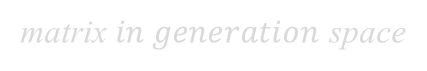 matrix in generation space